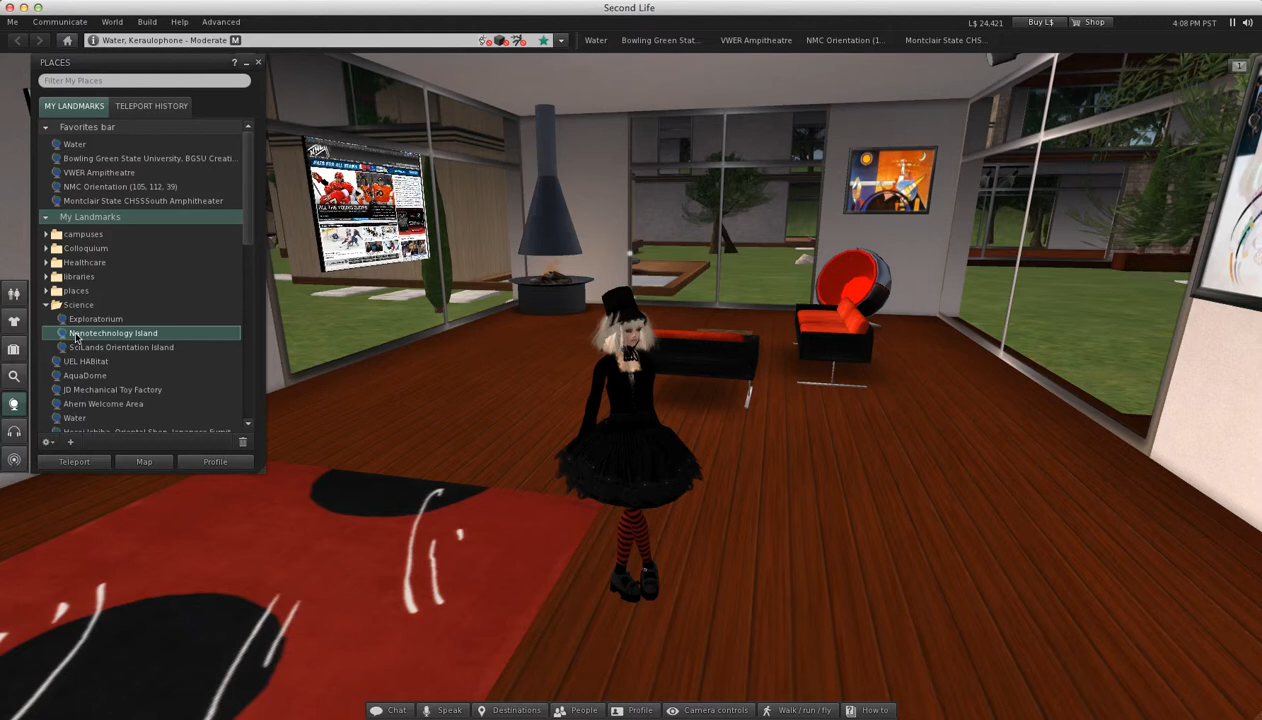 Second Life
Me Communicate World Build Help Advanced
L$ 24,421 Buy L$ Shop 4:08 PM PST
Water, Keraulophone - Moderate M
Water Bowling Green Stat... VWER Ampitheatre NMC Orientation (1... Montclair State CHS...
PLACES ?
Filter My Places
MY LANDMARKS TELEPORT HISTORY
Favorites bar
Water
Bowling Green State University, BGSU Creati...
VWER Ampitheatre
NMC Orientation (105, 112, 39)
Montclair State CHSSSouth Amphitheater
My Landmarks
campuses
Colloquium
Healthcare
libraries
places
Science
Exploratorium
Nanotechnology Island
SciLands Orientation Island
UEL HABitat
AquaDome
JD Mechanical Toy Factory
Ahern Welcome Area
Water
Teleport Map Profile
1
Chat Speak Destinations People Profile Camera controls Walk / run / fly How to